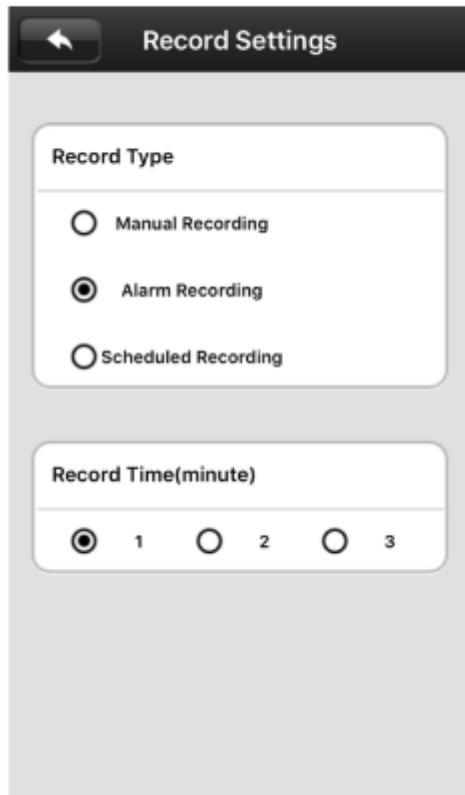 Record Settings
Record Type
Manual Recording
Alarm Recording
Scheduled Recording
Record Time(minute)
1 2 3